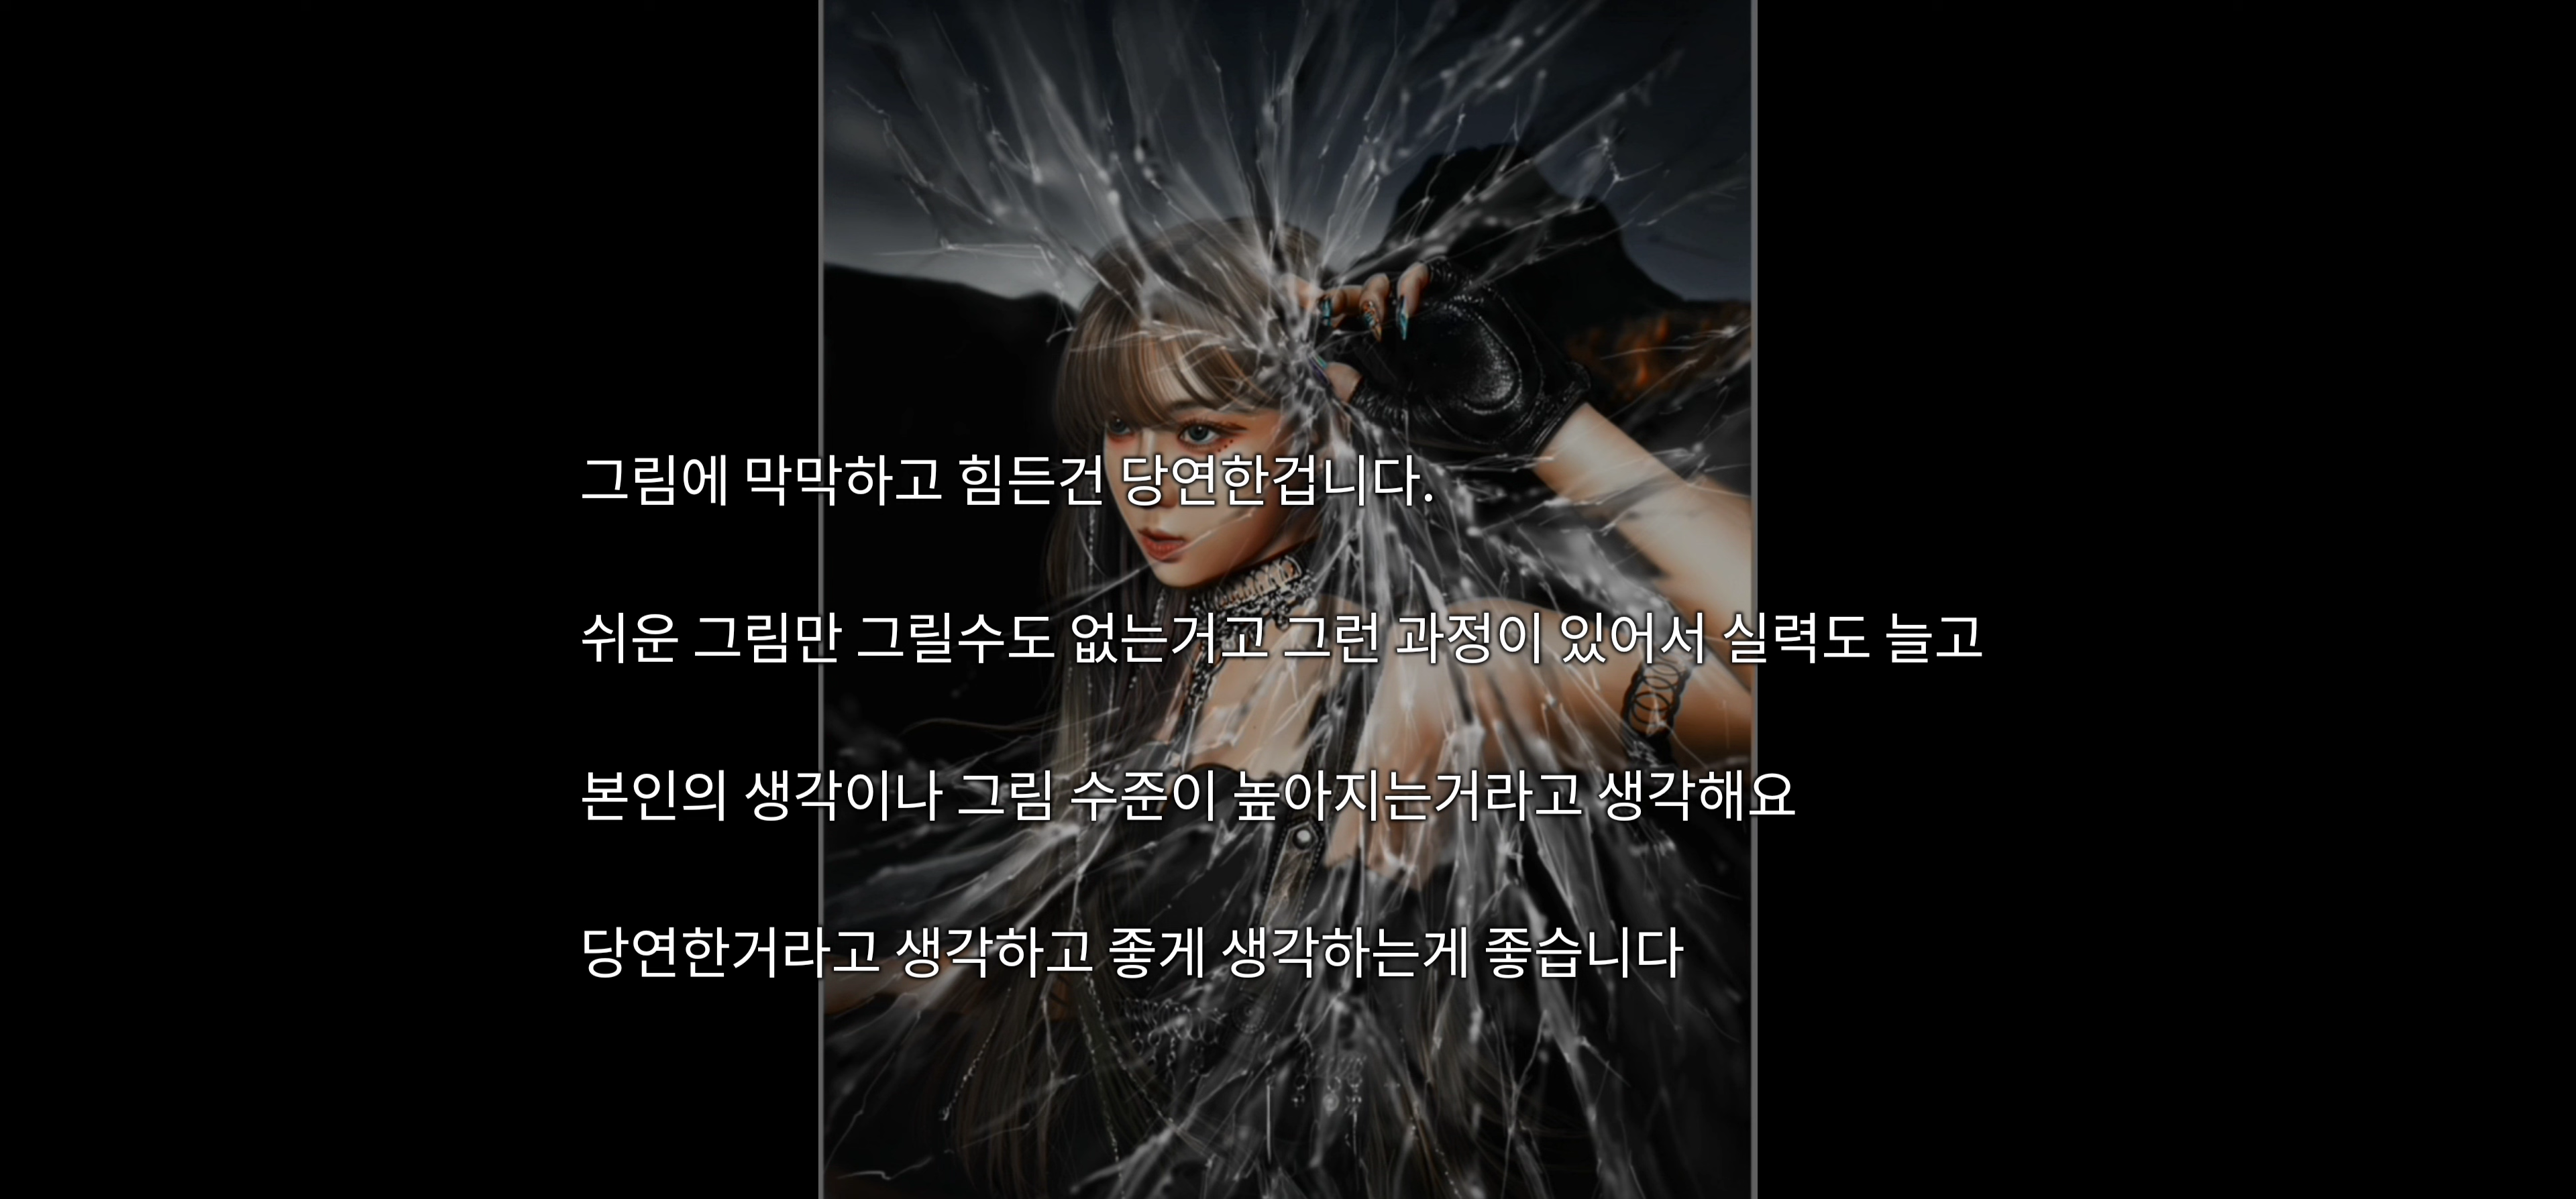 그림에 막막하고 힘든건 당연한겁니다.
쉬운 그림만 그릴수도 없는거고 그런 과정이 있어서 실력도 늘고
본인의 생각이나 그림 수준이 높아지는거라고 생각해요
당연한거라고 생각하고 좋게 생각하는게 좋습니다